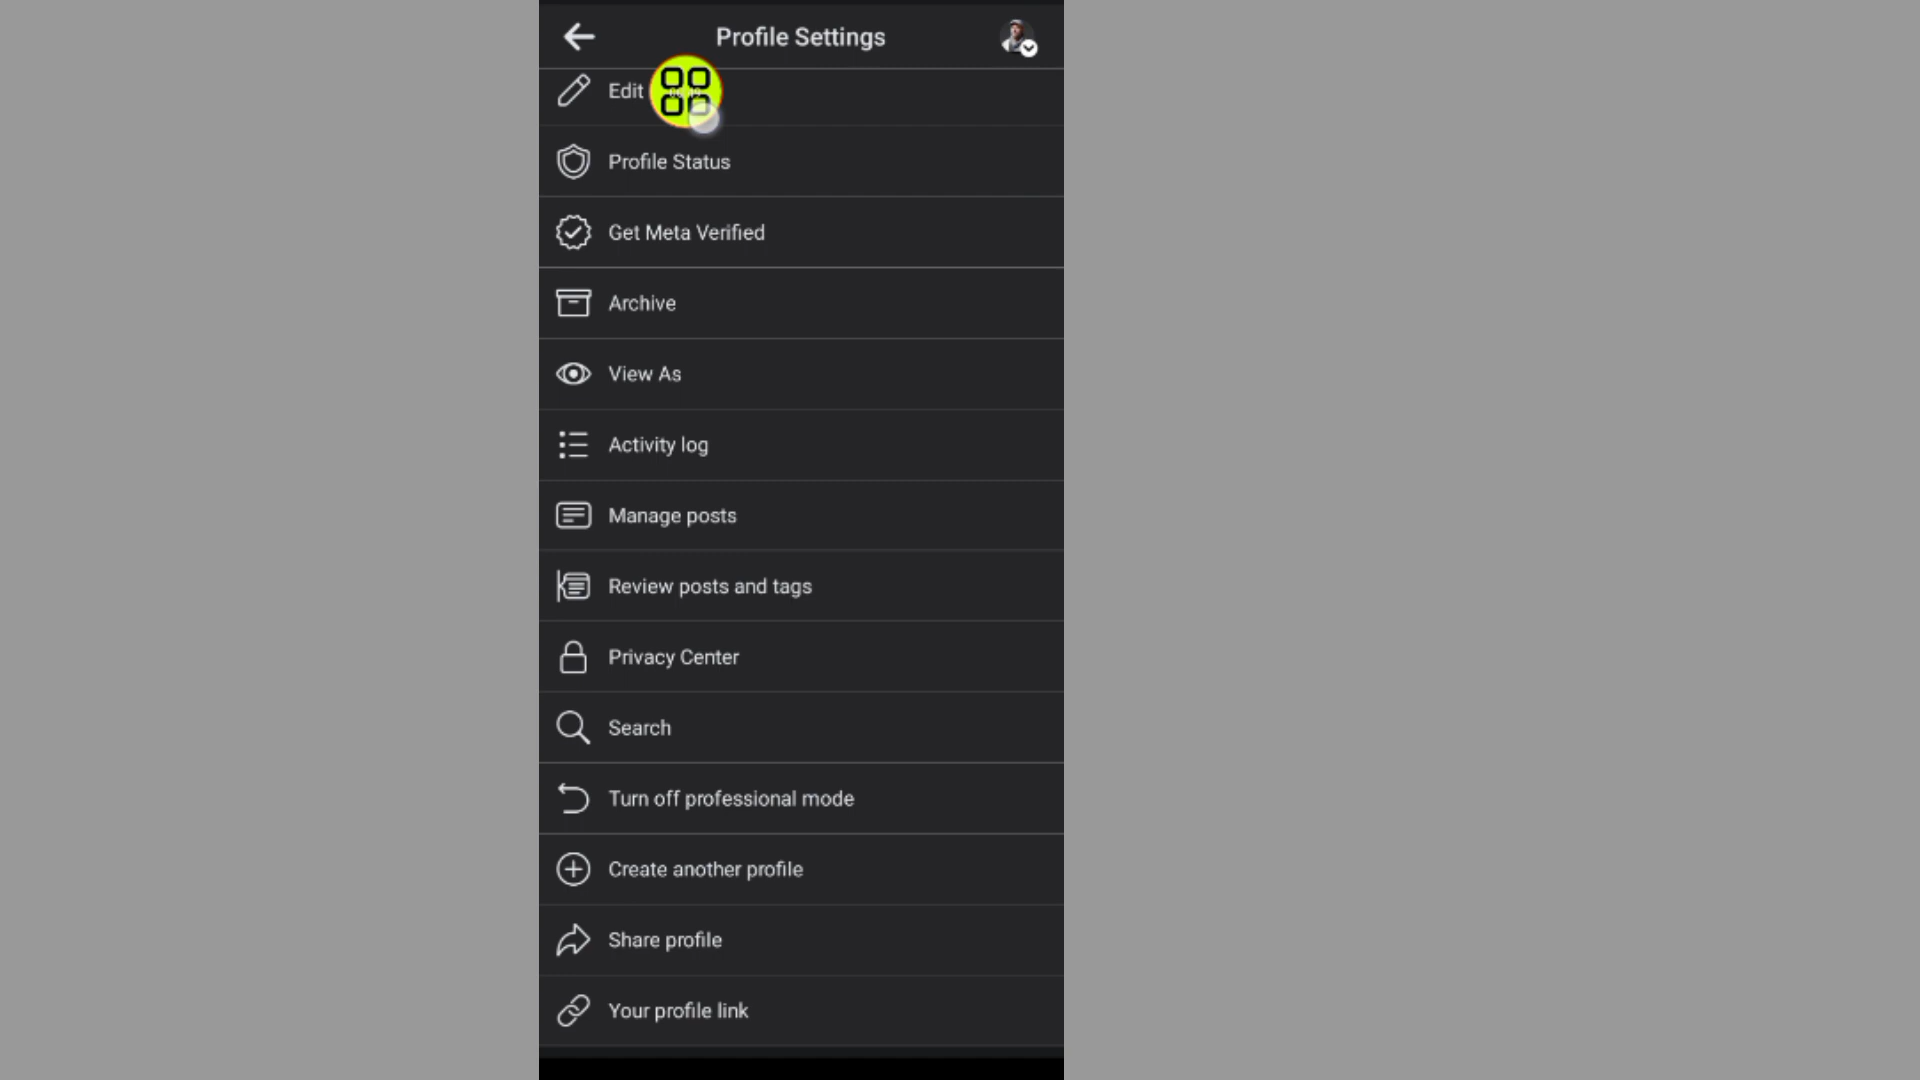 Profile Settings
Edit
Profile Status
Get Meta Verified
Archive
View As
Activity log
Manage posts
Review posts and tags
Privacy Center
Search
Turn off professional mode
Create another profile
Share profile
Your profile link